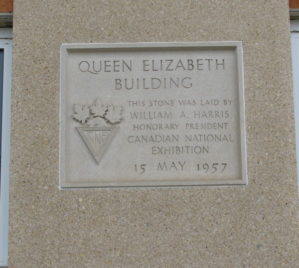 QUEEN ELIZABETH
BUILDING
THIS STONE WAS LAID BY
WILLIAM A. HARRIS
HONORARY PRESIDENT
CANADIAN NATIONAL
EXHIBITION
15 MAY 1957